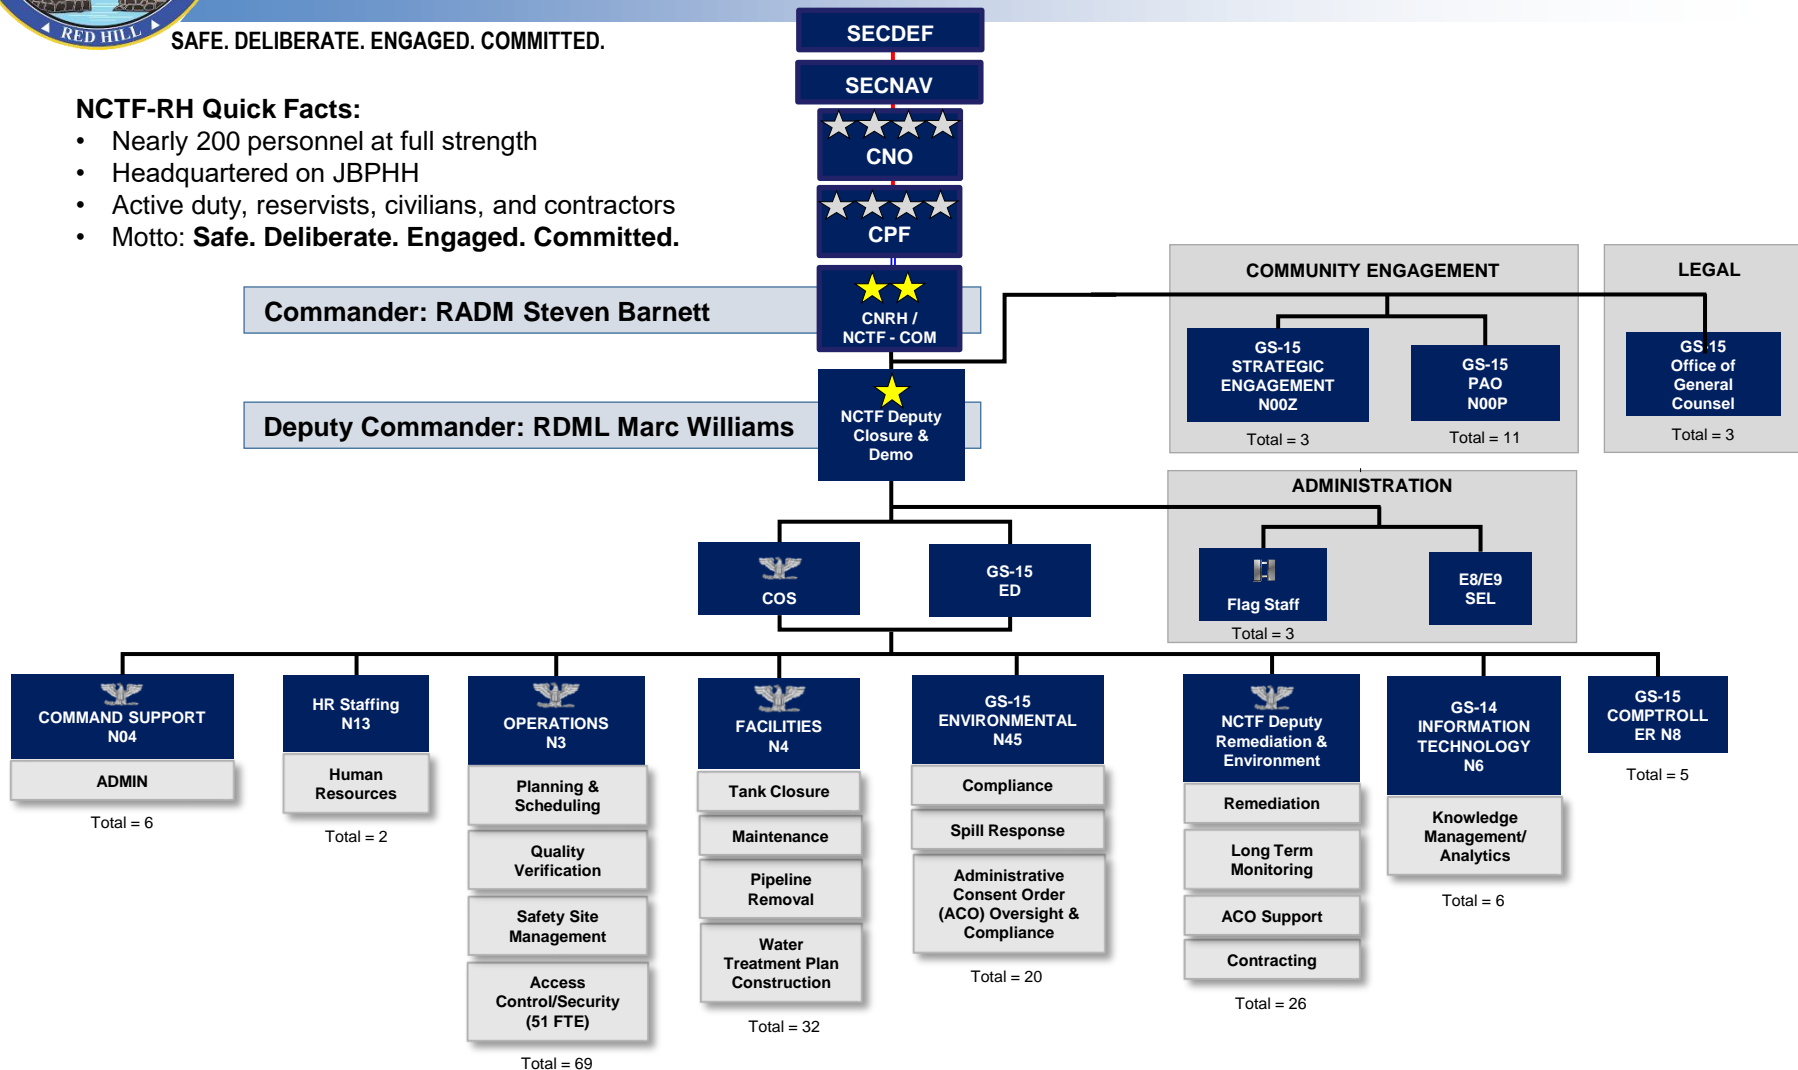 RED HILL
SAFE. DELIBERATE. ENGAGED. COMMITTED.
NCTF-RH Quick Facts:
• Nearly 200 personnel at full strength
• Headquartered on JBPHH
• Active duty, reservists, civilians, and contractors
• Motto: Safe. Deliberate. Engaged. Committed.
SECDEF
SECNAV
CNO
CPF
Commander: RADM Steven Barnett
CNRH /
NCTF - COM
Deputy Commander: RDML Marc Williams
NCTF Deputy
Closure &
Demo
COMMUNITY ENGAGEMENT
GS-15
STRATEGIC
ENGAGEMENT
N00Z
Total = 3
GS-15
PAO
N00P
Total = 11
LEGAL
GS-15
Office of
General
Counsel
Total = 3
ADMINISTRATION
Flag Staff
Total = 3
E8/E9
SEL
COS
GS-15
ED
COMMAND SUPPORT
N04
ADMIN
Total = 6
HR Staffing
N13
Human
Resources
Total = 2
OPERATIONS
N3
Planning &
Scheduling
Quality
Verification
Safety Site
Management
Access
Control/Security
(51 FTE)
Total = 69
FACILITIES
N4
Tank Closure
Maintenance
Pipeline
Removal
Water
Treatment Plan
Construction
Total = 32
GS-15
ENVIRONMENTAL
N45
Compliance
Spill Response
Administrative
Consent Order
(ACO) Oversight &
Compliance
Total = 20
NCTF Deputy
Remediation &
Environment
Remediation
Long Term
Monitoring
ACO Support
Contracting
Total = 26
GS-14
INFORMATION
TECHNOLOGY
N6
Knowledge
Management/
Analytics
Total = 6
GS-15
COMPTROLL
ER N8
Total = 5